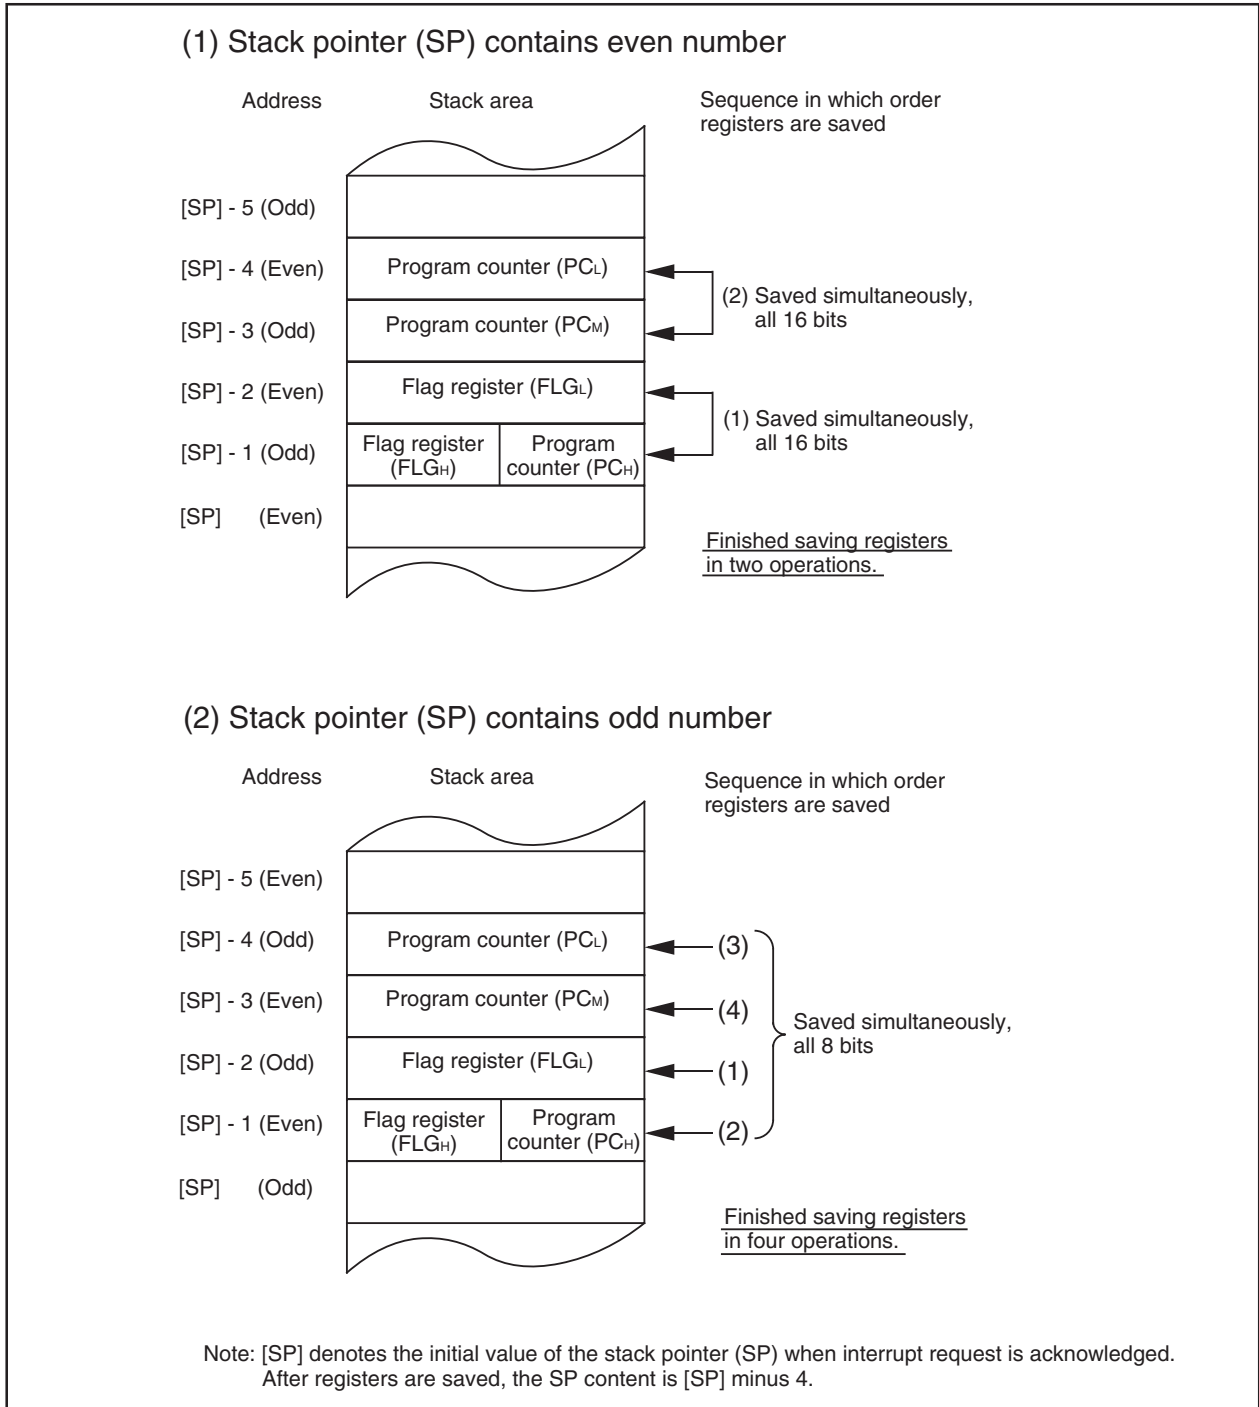 (1) Stack pointer (SP) contains even number
Address Stack area Sequence in which order
registers are saved
[SP] - 5 (Odd)
[SP] - 4 (Even) Program counter (PCL)
(2) Saved simultaneously,
all 16 bits
[SP] - 3 (Odd) Program counter (PCM)
[SP] - 2 (Even) Flag register (FLGL)
(1) Saved simultaneously,
all 16 bits
[SP] - 1 (Odd) Flag register
(FLGH) Program
counter (PCH)
[SP] (Even)
Finished saving registers
in two operations.
(2) Stack pointer (SP) contains odd number
Address Stack area Sequence in which order
registers are saved
[SP] - 5 (Even)
[SP] - 4 (Odd) Program counter (PCL) (3)
[SP] - 3 (Even) Program counter (PCM) (4)
Saved simultaneously,
all 8 bits
[SP] - 2 (Odd) Flag register (FLGL) (1)
[SP] - 1 (Even) Flag register
(FLGH) Program
counter (PCH) (2)
[SP] (Odd)
Finished saving registers
in four operations.
Note: [SP] denotes the initial value of the stack pointer (SP) when interrupt request is acknowledged.
After registers are saved, the SP content is [SP] minus 4.